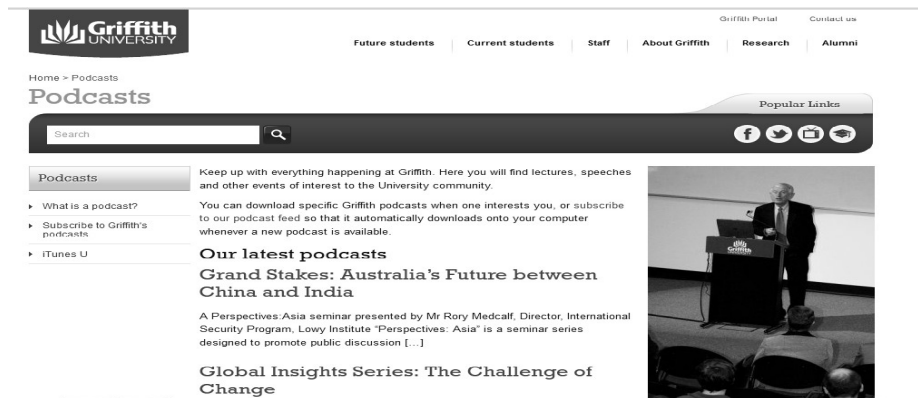 Griffith Portal Contact us
Griffith
UNIVERSITY
Future students Current students Staff About Griffith Research Alumni
Home > Podcasts
Podcasts
Popular Links
Search
Podcasts
What is a podcast?
Subscribe to Griffith's
podcasts
iTunes U
Keep up with everything happening at Griffith. Here you will find lectures, speeches
and other events of interest to the University community.
You can download specific Griffith podcasts when one interests you, or subscribe
to our podcast feed so that it automatically downloads onto your computer
whenever a new podcast is available.
Our latest podcasts
Grand Stakes: Australia’s Future between
China and India
A Perspectives:Asia seminar presented by Mr Rory Medcalf, Director, International
Security Program, Lowy Institute “Perspectives: Asia” is a seminar series
designed to promote public discussion […]
Global Insights Series: The Challenge of
Change
Griffith